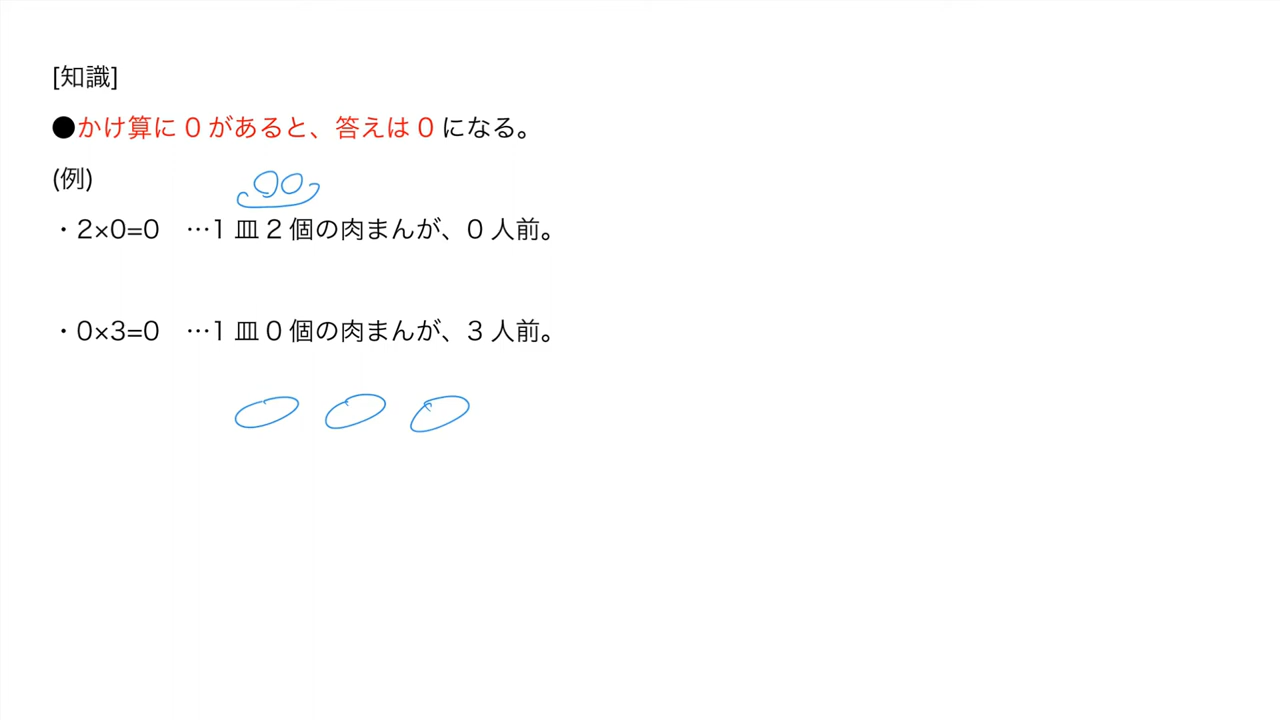 [知識]
●かけ算に0があると、答えは0になる。
(例)
・2×0=0　…1皿2個の肉まんが、0人前。
・0×3=0　…1皿0個の肉まんが、3人前。